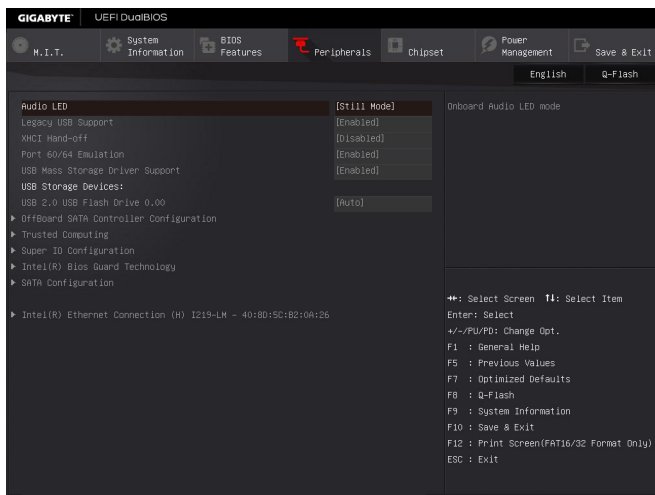 GIGABYTE™ UEFI DualBIOS
M.I.T. System Information BIOS Features Peripherals Chipset Power Management Save & Exit
English Q-Flash
Audio LED [Still Mode] Onboard Audio LED mode
Legacy USB Support [Enabled]
XHCI Hand-off [Disabled]
Port 60/64 Emulation [Enabled]
USB Mass Storage Driver Support [Enabled]
USB Storage Devices:
USB 2.0 USB Flash Drive 0.00 [Auto]
OffBoard SATA Controller Configuration
Trusted Computing
Super IO Configuration
Intel(R) Bios Guard Technology
SATA Configuration
Intel(R) Ethernet Connection (H) I219-LM - 40:8D:5C:B2:0A:26
→←: Select Screen ↑↓: Select Item
Enter: Select
+/-/PU/PD: Change Opt.
F1 : General Help
F5 : Previous Values
F7 : Optimized Defaults
F8 : Q-Flash
F9 : System Information
F10 : Save & Exit
F12 : Print Screen(FAT16/32 Format Only)
ESC : Exit